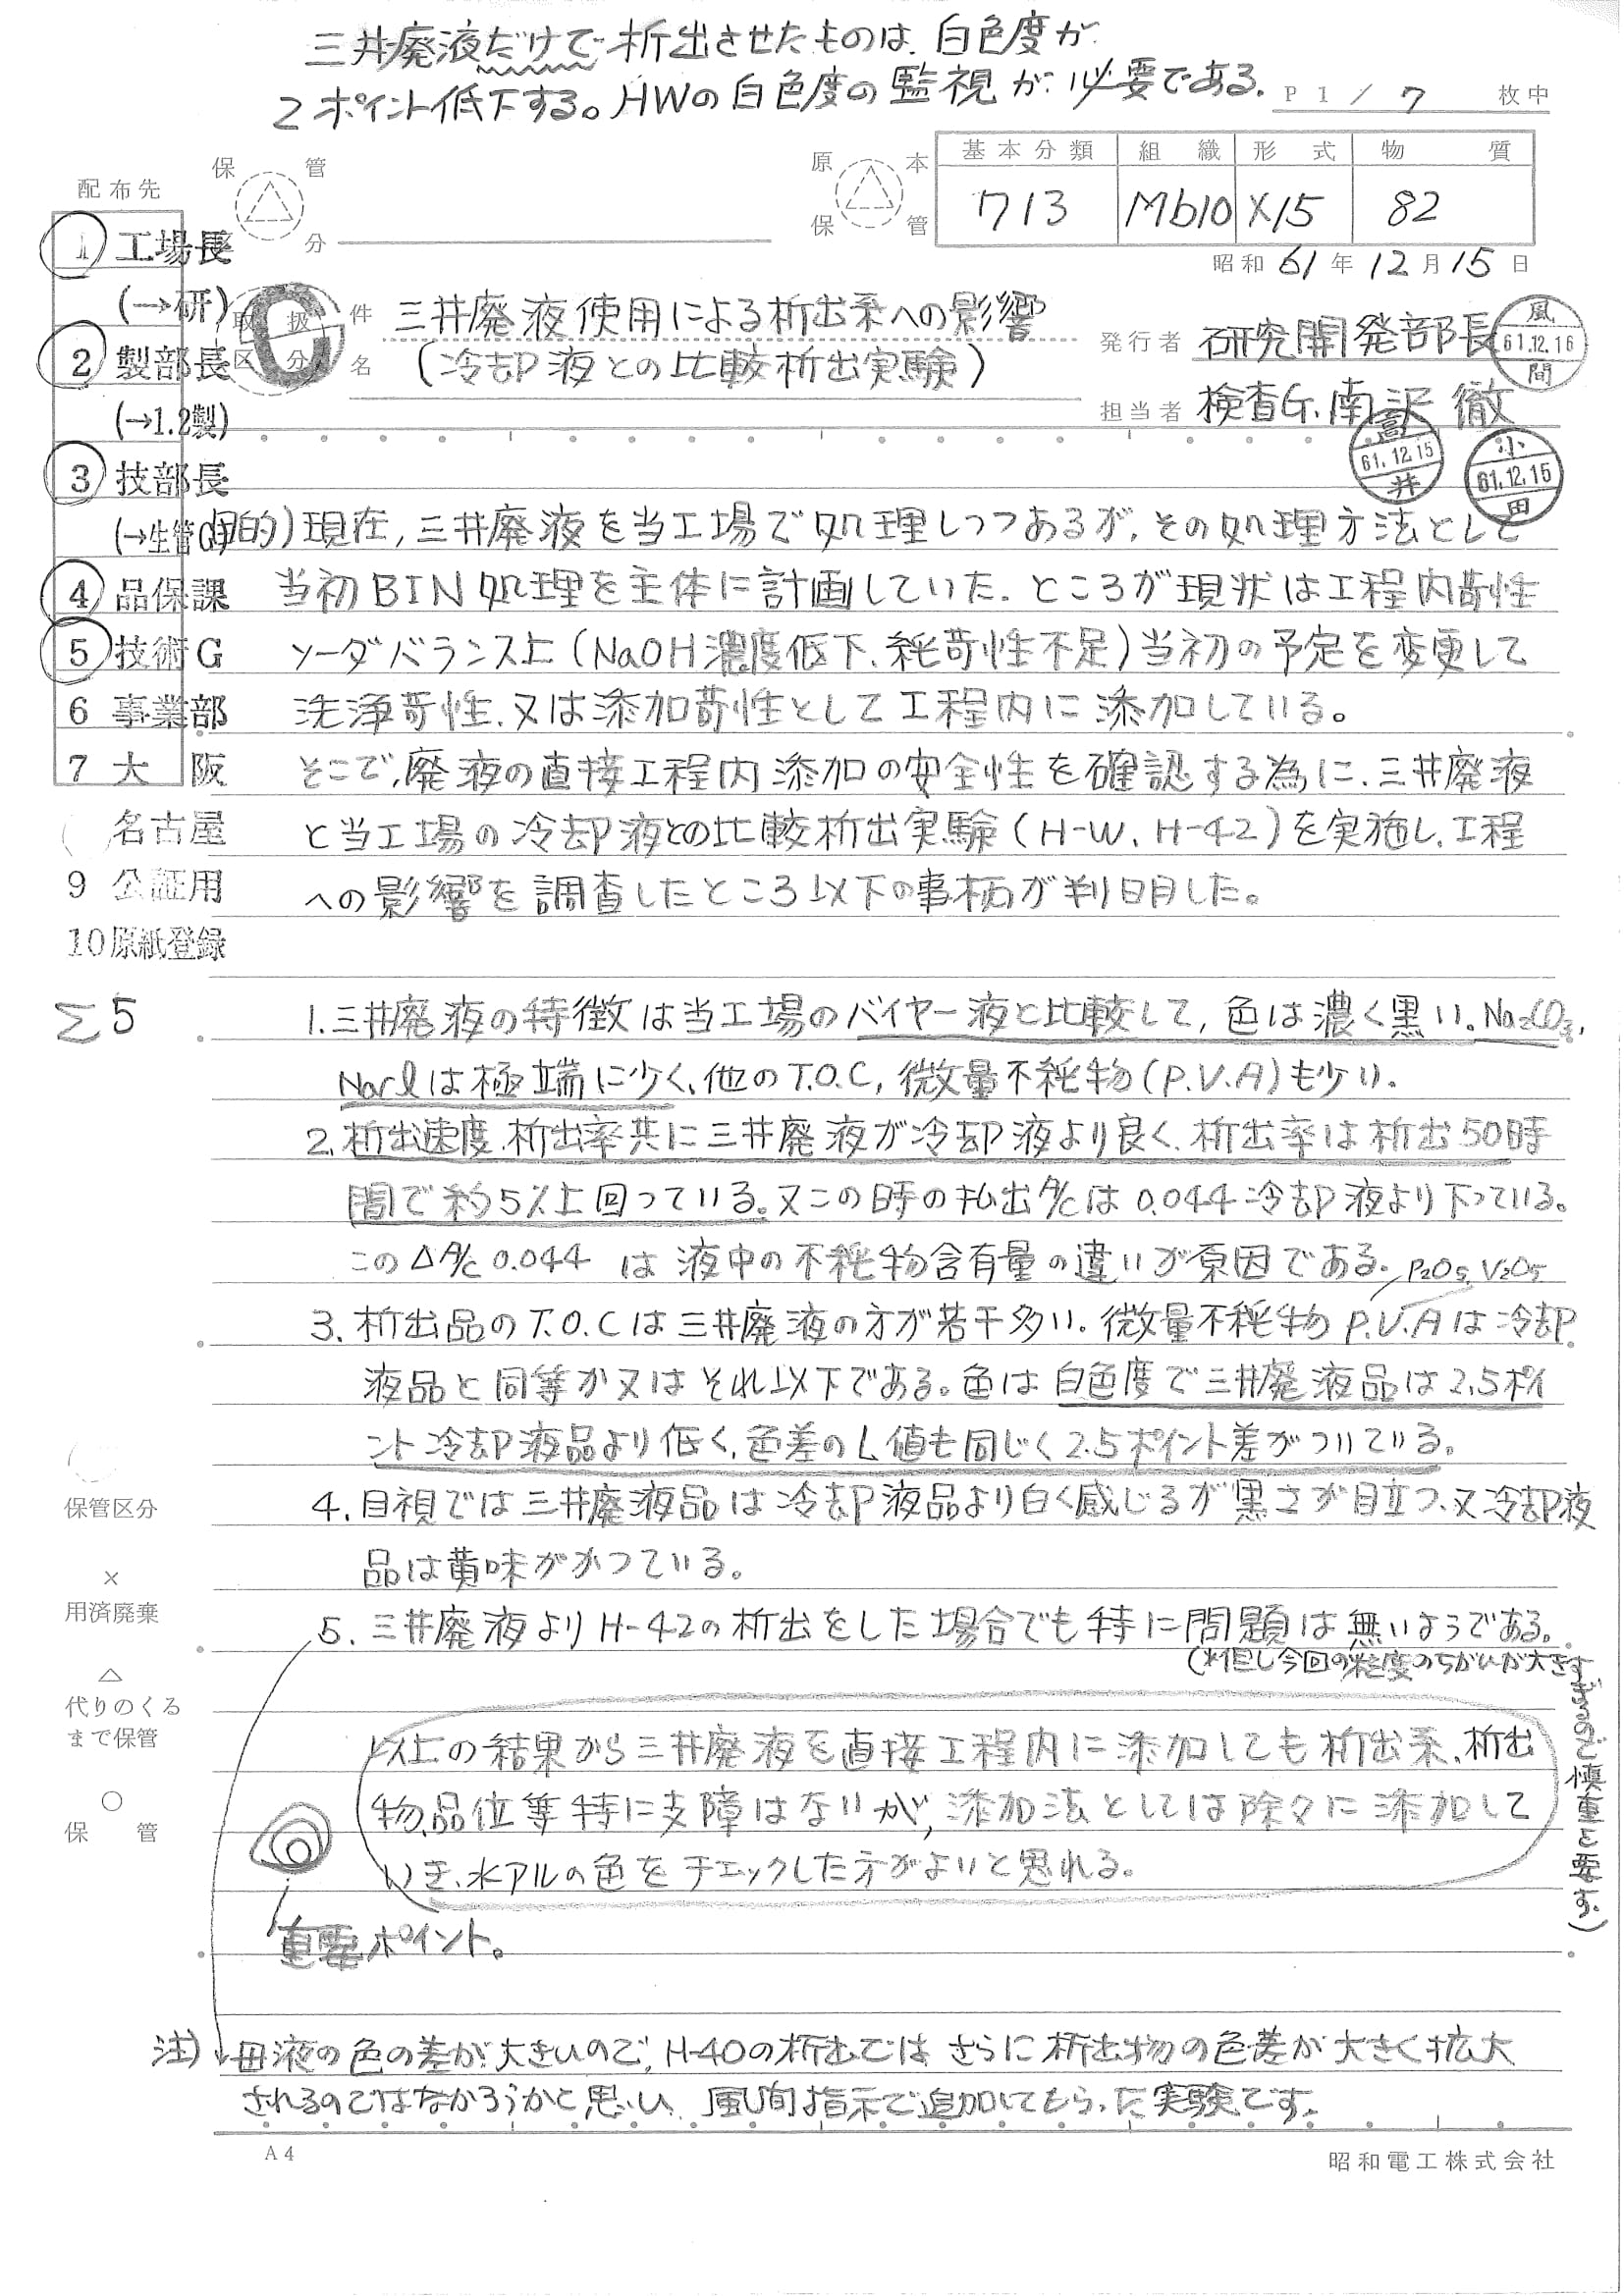 三井廃液だけで析出させたものは、白色度が
2ポイント低下する。HWの白色度の監視が必要である。
P 1 / 7 枚中
配布先
保 管
分
原 本
保 管
基本分類 組織 形式 物質
713 Mb10 X15 82
昭和 61 年 12 月 15 日
1 工場長
(→研)
2 製部長
(→1.2製)
3 技部長
(→生管G)
4 品保課
5 技術G
6 事業部
7 大阪
名古屋
9 公証用
10 原紙登録
Σ5
取扱
区分
C
件名 三井廃液使用による析出系への影響
(冷却液との比較析出実験)
発行者 研究開発部長
風 61.12.16 間
担当者 検査G. 南沢 徹
高 61.12.15 井
小 61.12.15 田
目的) 現在, 三井廃液を当工場で処理しつつあるが、その処理方法として
当初BIN処理を主体に計画していた。ところが現状は工程内苛性
ソーダバランス上(NaOH濃度低下、純苛性不足)当初の予定を変更して
洗浄苛性、又は添加苛性として工程内に添加している。
そこで、廃液の直接工程内添加の安全性を確認する為に、三井廃液
と当工場の冷却液との比較析出実験(H-W、H-42)を実施し、工程
への影響を調査したところ以下の事柄が判明した。
1. 三井廃液の特徴は当工場のバイヤー液と比較して, 色は濃く黒い。Na2CO3,
NaClは極端に少く、他のT.O.C, 微量不純物(P.V.A)も少い.
2. 析出速度、析出率共に三井廃液が冷却液より良く、析出率は析出50時
間で約5%上回っている。又この時の払出A/Cは0.044冷却液より下っている。
このΔA/C 0.044 は液中の不純物含有量の違いが原因である。
P2O5, V2O5
3. 析出品のT.O.Cは三井廃液の方が若干多い。微量不純物P.V.Aは冷却
液品と同等か又はそれ以下である。色は白色度で三井廃液品は2.5ポイ
ント冷却液品より低く、色差のL値も同じく2.5ポイント差がついている。
4. 目視では三井廃液品は冷却液品より白く感じるが黒さが目立つ、又冷却液
品は黄味がかっている。
5. 三井廃液よりH-42の析出をした場合でも特に問題は無いようである。
(※但し今回の粒度のちがいが大きすぎるので慎重を要す。)
以上の結果から三井廃液を直接工程内に添加しても析出系、析出
物品位等特に支障はないが, 添加法としては除々に添加して
いき、水アルの色をチェックした方がよいと思れる。
重要ポイント。
注) 母液の色の差が大きいので, H-40の析出では さらに析出物の色差が大きく拡大
されるのではなかろうかと思い、風間指示で追加してもらった実験です。
保管区分
×
用済廃棄
△
代りのくる
まで保管
○
保 管
A4
昭和電工株式会社